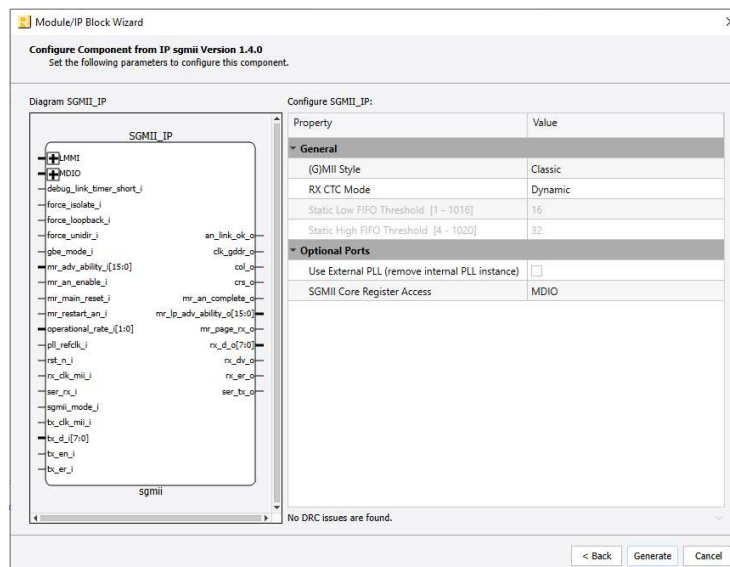 Module/IP Block Wizard
Configure Component from IP sgmii Version 1.4.0
Set the following parameters to configure this component.
Diagram SGMII_IP
SGMII_IP
LMMI
MDIO
debug_link_timer_short_i
force_isolate_i
force_loopback_i
force_unidir_i an_link_ok_o
gbe_mode_i clk_gddr_o
mr_adv_ability_i[15:0] col_o
mr_an_enable_i crs_o
mr_main_reset_i mr_an_complete_o
mr_restart_an_i mr_lp_adv_ability_o[15:0]
operational_rate_i[1:0] mr_page_rx_o
pll_refclk_i rx_d_o[7:0]
rst_n_i rx_dv_o
rx_clk_mii_i rx_er_o
ser_rx_i ser_tx_o
sgmii_mode_i
tx_clk_mii_i
tx_d_i[7:0]
tx_en_i
tx_er_i
sgmii
Configure SGMII_IP:
Property Value
General
(G)MII Style Classic
RX CTC Mode Dynamic
Static Low FIFO Threshold [1 - 1016] 16
Static High FIFO Threshold [4 - 1020] 32
Optional Ports
Use External PLL (remove internal PLL instance)
SGMII Core Register Access MDIO
No DRC issues are found.
< Back Generate Cancel